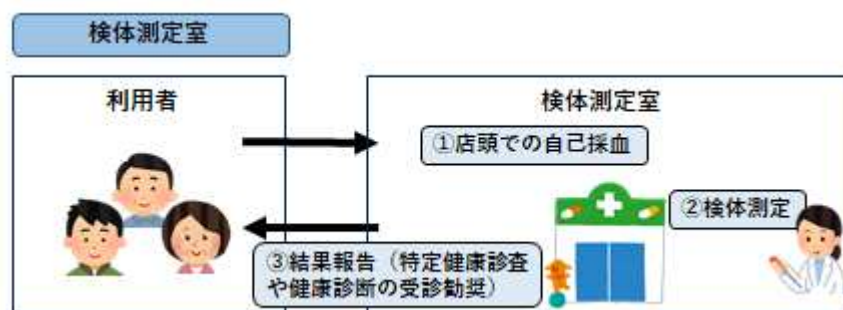 検体測定室
利用者
検体測定室
①店頭での自己採血
②検体測定
③結果報告（特定健康診査
や健康診断の受診勧奨）